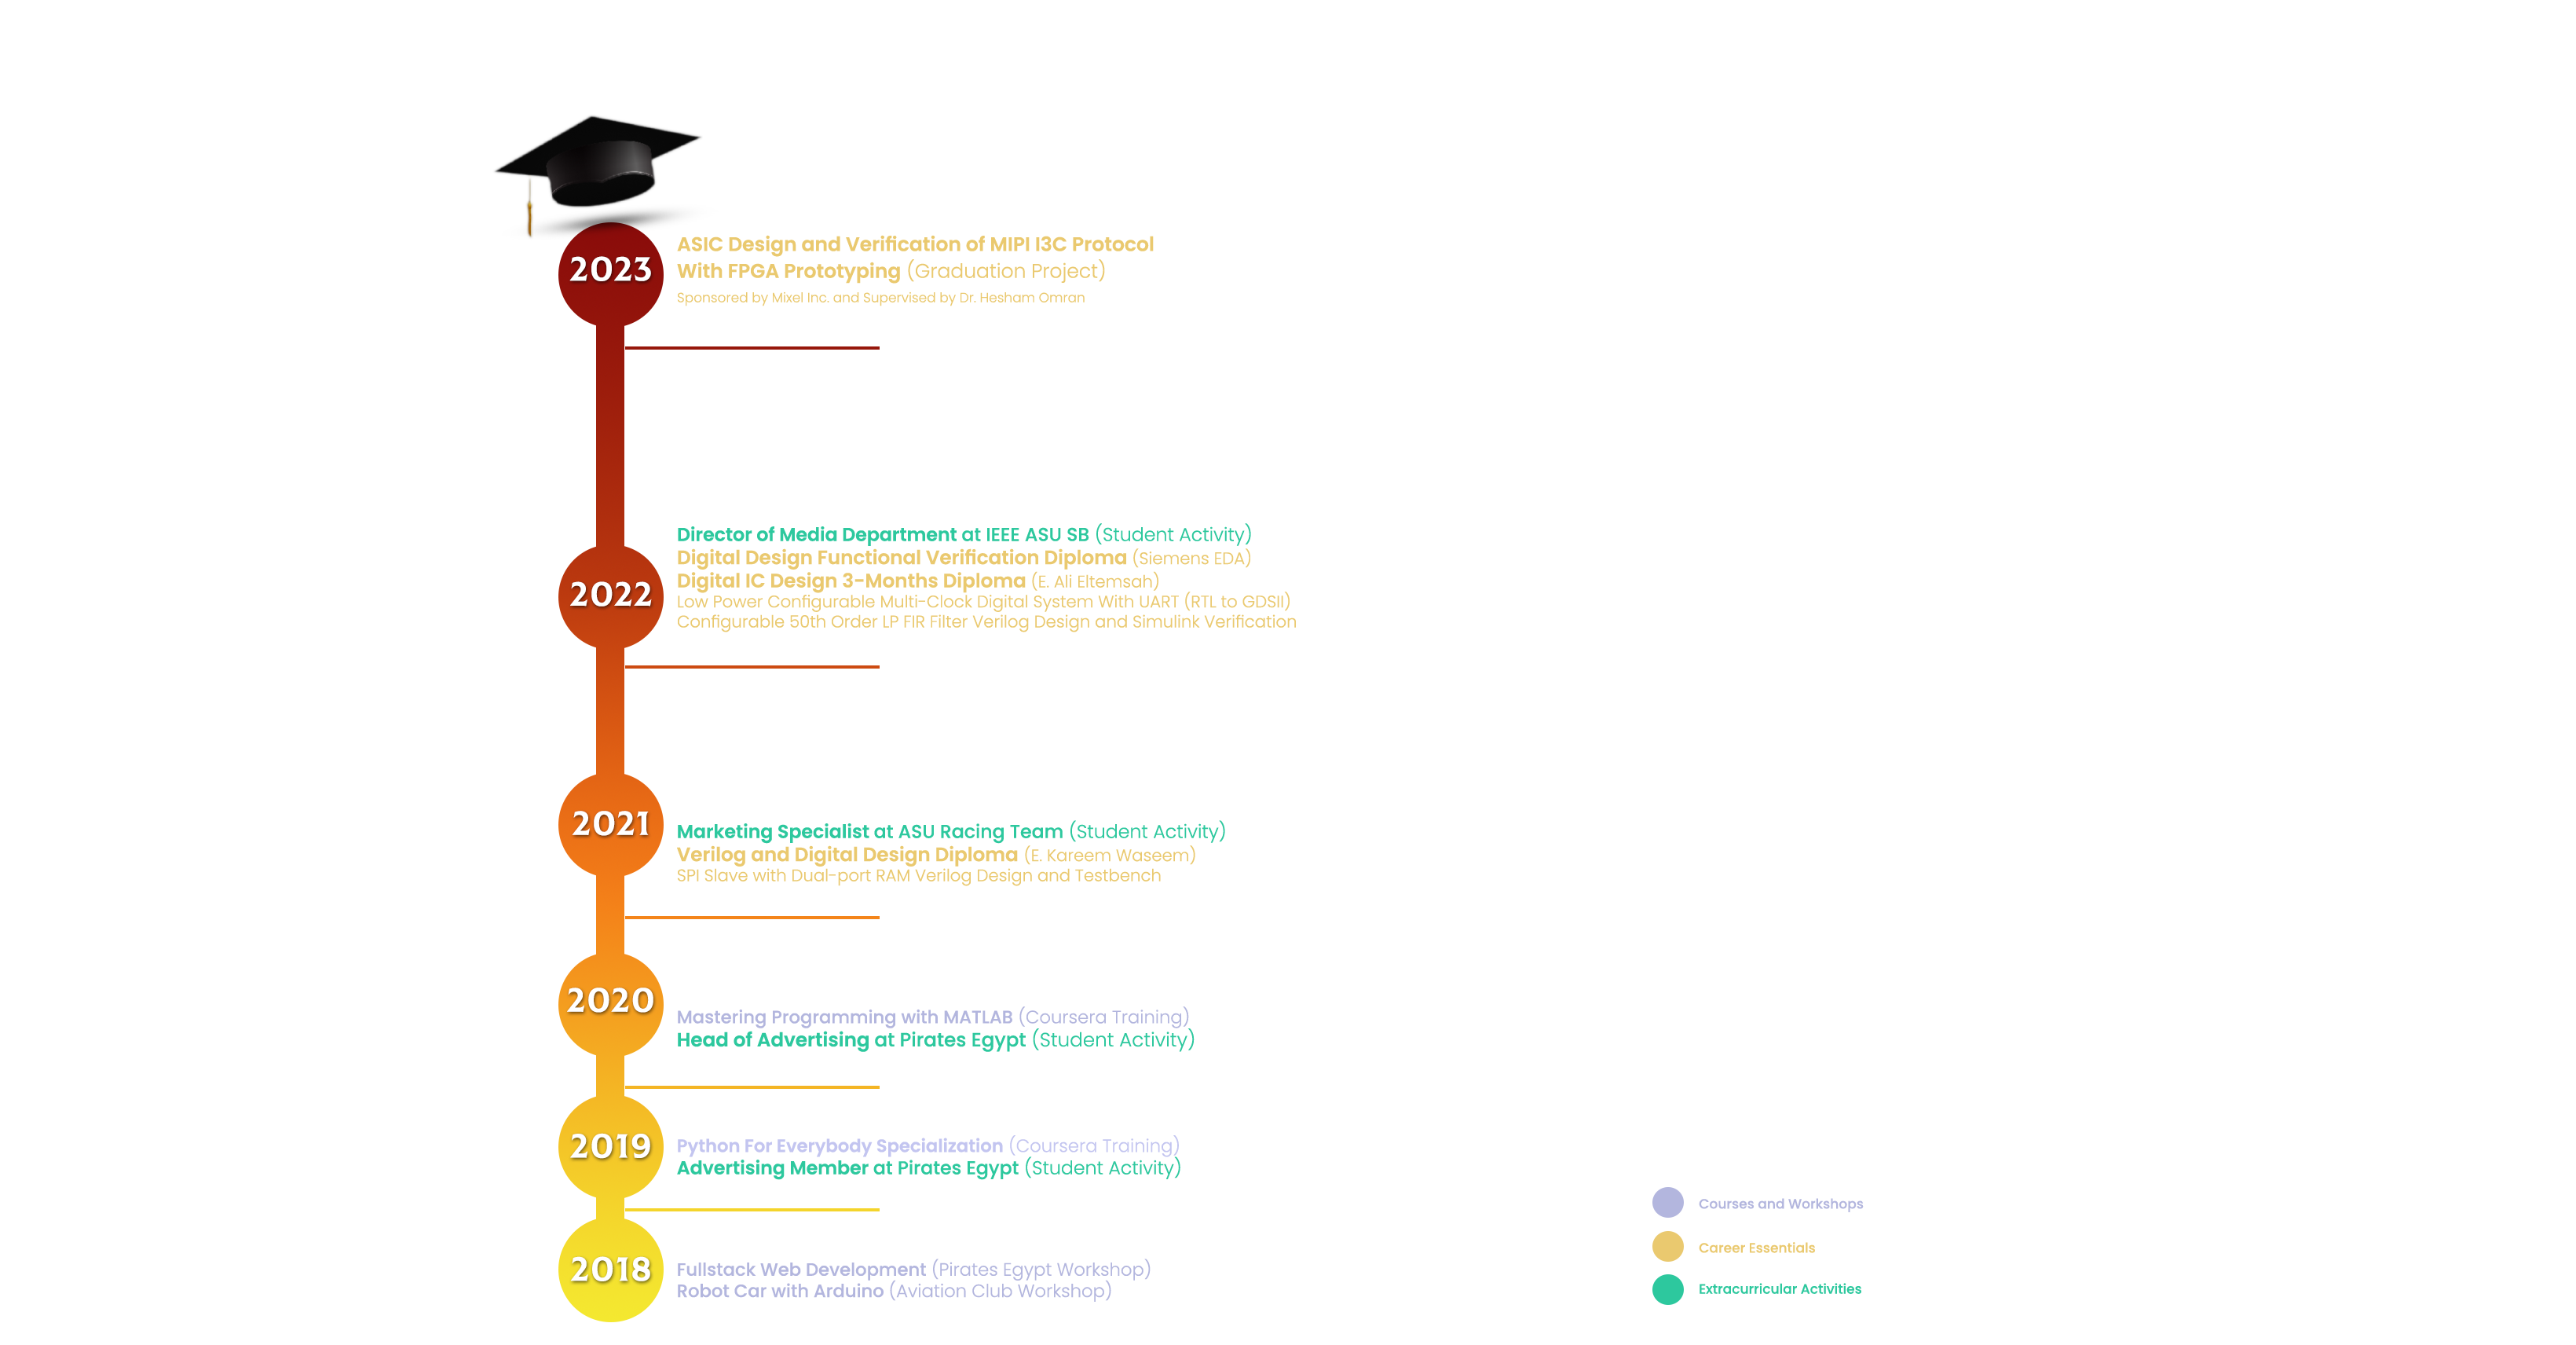 2023
ASIC Design and Verification of MIPI I3C Protocol
With FPGA Prototyping (Graduation Project)
Sponsored by Mixel Inc. and Supervised by Dr. Hesham Omran
2022
Director of Media Department at IEEE ASU SB (Student Activity)
Digital Design Functional Verification Diploma (Siemens EDA)
Digital IC Design 3-Months Diploma (E. Ali Eltemsah)
Low Power Configurable Multi-Clock Digital System With UART (RTL to GDSII)
Configurable 50th Order LP FIR Filter Verilog Design and Simulink Verification
2021
Marketing Specialist at ASU Racing Team (Student Activity)
Verilog and Digital Design Diploma (E. Kareem Waseem)
SPI Slave with Dual-port RAM Verilog Design and Testbench
2020
Mastering Programming with MATLAB (Coursera Training)
Head of Advertising at Pirates Egypt (Student Activity)
2019
Python For Everybody Specialization (Coursera Training)
Advertising Member at Pirates Egypt (Student Activity)
2018
Fullstack Web Development (Pirates Egypt Workshop)
Robot Car with Arduino (Aviation Club Workshop)
Courses and Workshops
Career Essentials
Extracurricular Activities